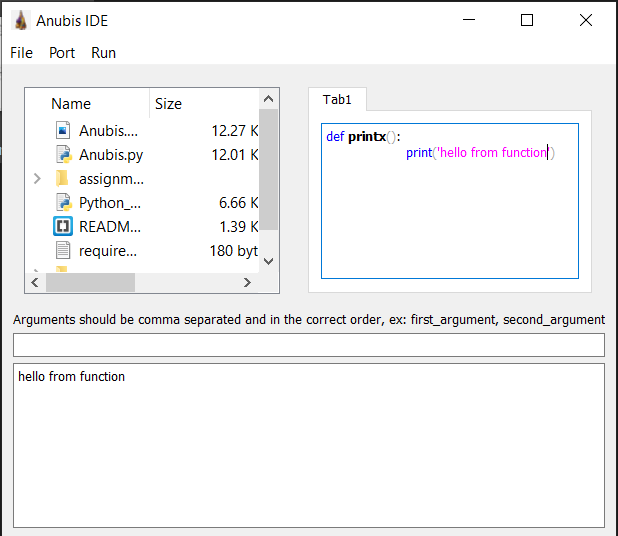 Anubis IDE
File Port Run
Name Size
Anubis.... 12.27 K
Anubis.py 12.01 K
assignm...
Python_... 6.66 K
READM... 1.39 K
require... 180 byt
Tab1
def printx():
print('hello from function')
Arguments should be comma separated and in the correct order, ex: first_argument, second_argument
hello from function